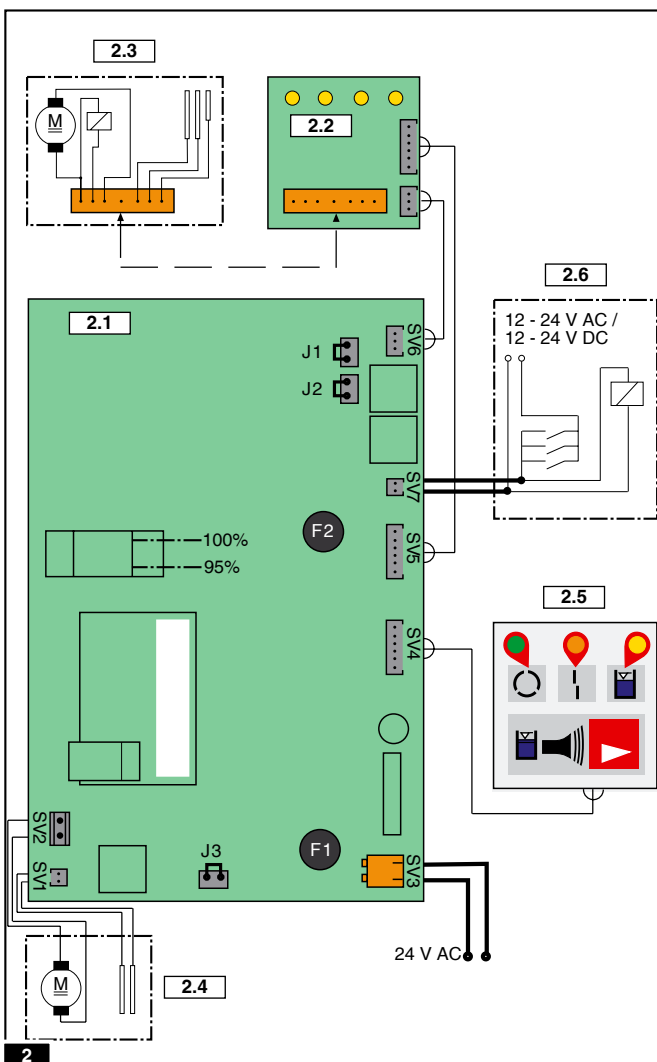 2.3
M
2.2
2.6
12 - 24 V AC /
12 - 24 V DC
2.1
J1
J2
SV6
SV7
F2
SV5
100%
95%
2.5
SV4
SV2
SV1
J3
F1
SV3
24 V AC
M
2.4
2